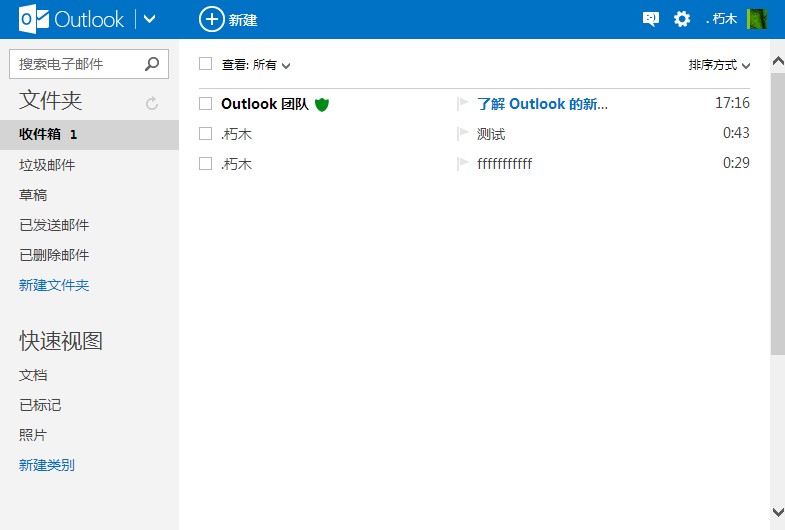 Outlook
新建
. 朽木
搜索电子邮件
文件夹
收件箱 1
垃圾邮件
草稿
已发送邮件
已删除邮件
新建文件夹
快速视图
文档
已标记
照片
新建类别
查看: 所有
排序方式
Outlook 团队 了解 Outlook 的新... 17:16
.朽木 测试 0:43
.朽木 fffffffffff 0:29